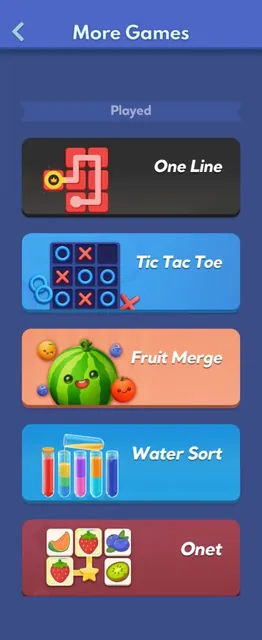 More Games
Played
One Line
Tic Tac Toe
Fruit Merge
Water Sort
Onet